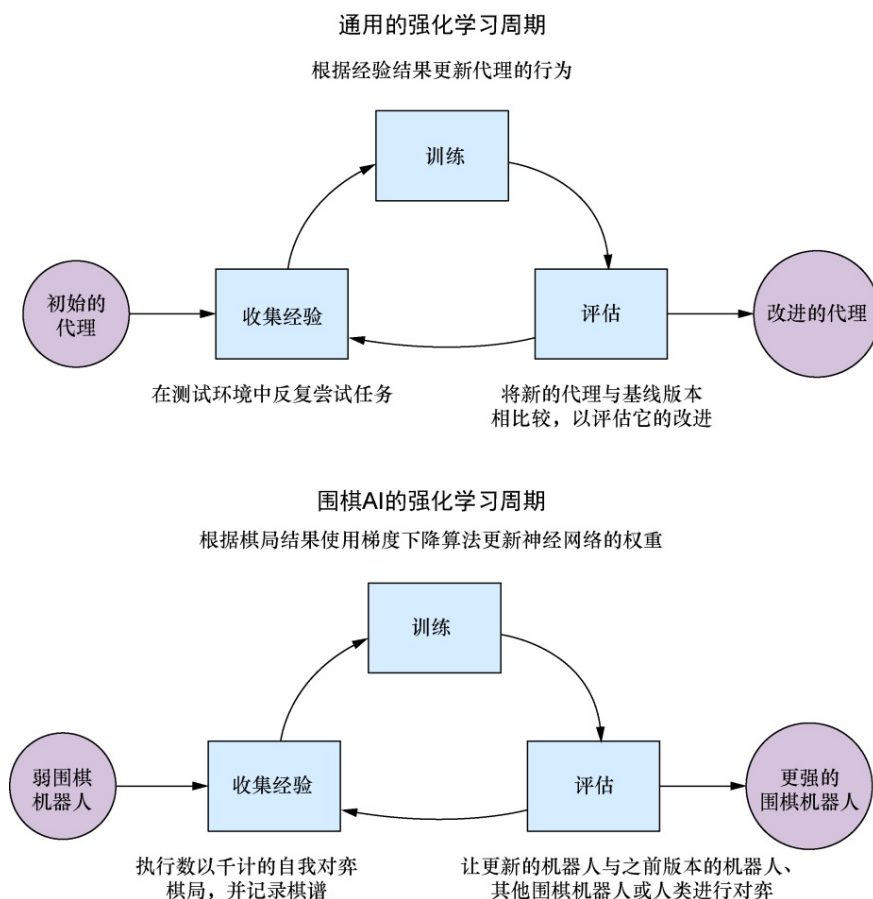 通用的强化学习周期
根据经验结果更新代理的行为
训练
初始的
代理
收集经验
评估
改进的代理
在测试环境中反复尝试任务
将新的代理与基线版本
相比较，以评估它的改进
围棋AI的强化学习周期
根据棋局结果使用梯度下降算法更新神经网络的权重
训练
弱围棋
机器人
收集经验
评估
更强的
围棋机器人
执行数以千计的自我对弈
棋局，并记录棋谱
让更新的机器人与之前版本的机器人、
其他围棋机器人或人类进行对弈